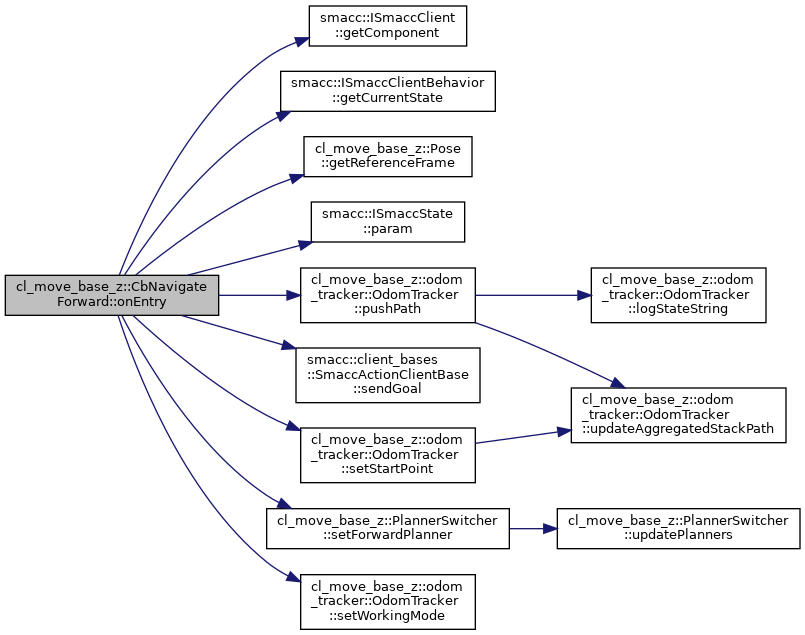 smacc::ISmaccClient
::getComponent
smacc::ISmaccClientBehavior
::getCurrentState
cl_move_base_z::Pose
::getReferenceFrame
smacc::ISmaccState
::param
cl_move_base_z::CbNavigate
Forward::onEntry
cl_move_base_z::odom
_tracker::OdomTracker
::pushPath
cl_move_base_z::odom
_tracker::OdomTracker
::logStateString
smacc::client_bases
::SmaccActionClientBase
::sendGoal
cl_move_base_z::odom
_tracker::OdomTracker
::updateAggregatedStackPath
cl_move_base_z::odom
_tracker::OdomTracker
::setStartPoint
cl_move_base_z::PlannerSwitcher
::setForwardPlanner
cl_move_base_z::PlannerSwitcher
::updatePlanners
cl_move_base_z::odom
_tracker::OdomTracker
::setWorkingMode